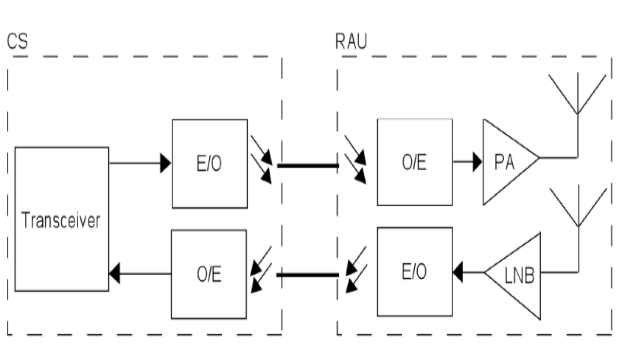 CS
RAU
E/O
O/E
PA
Transceiver
O/E
E/O
LNB